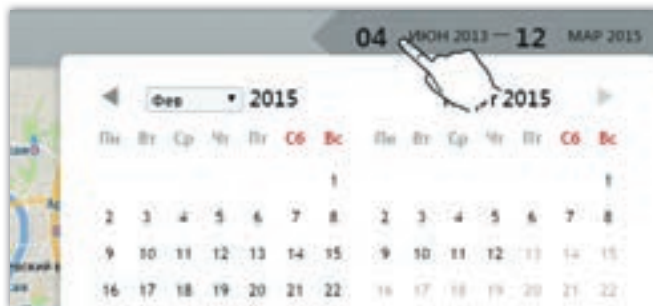 04 ИЮН 2013 — 12 МАР 2015
Фев 2015 2015
Пн Вт Ср Чт Пт Сб Вс Пн Вт Ср Чт Пт Сб Вс
1 1
2 3 4 5 6 7 8 2 3 4 5 6 7 8
9 10 11 12 13 14 15 9 10 11 12 13 14 15
16 17 18 19 20 21 22 16 17 18 19 20 21 22